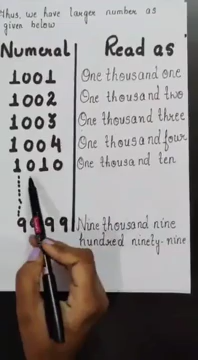 Thus, we have larger number as
given below
Numeral Read as
1001 One thousand one
1002 One thousand two
1003 One thousand three
1004 One thousand four
1010 One thousand ten
9999 Nine thousand nine
hundred ninety-nine